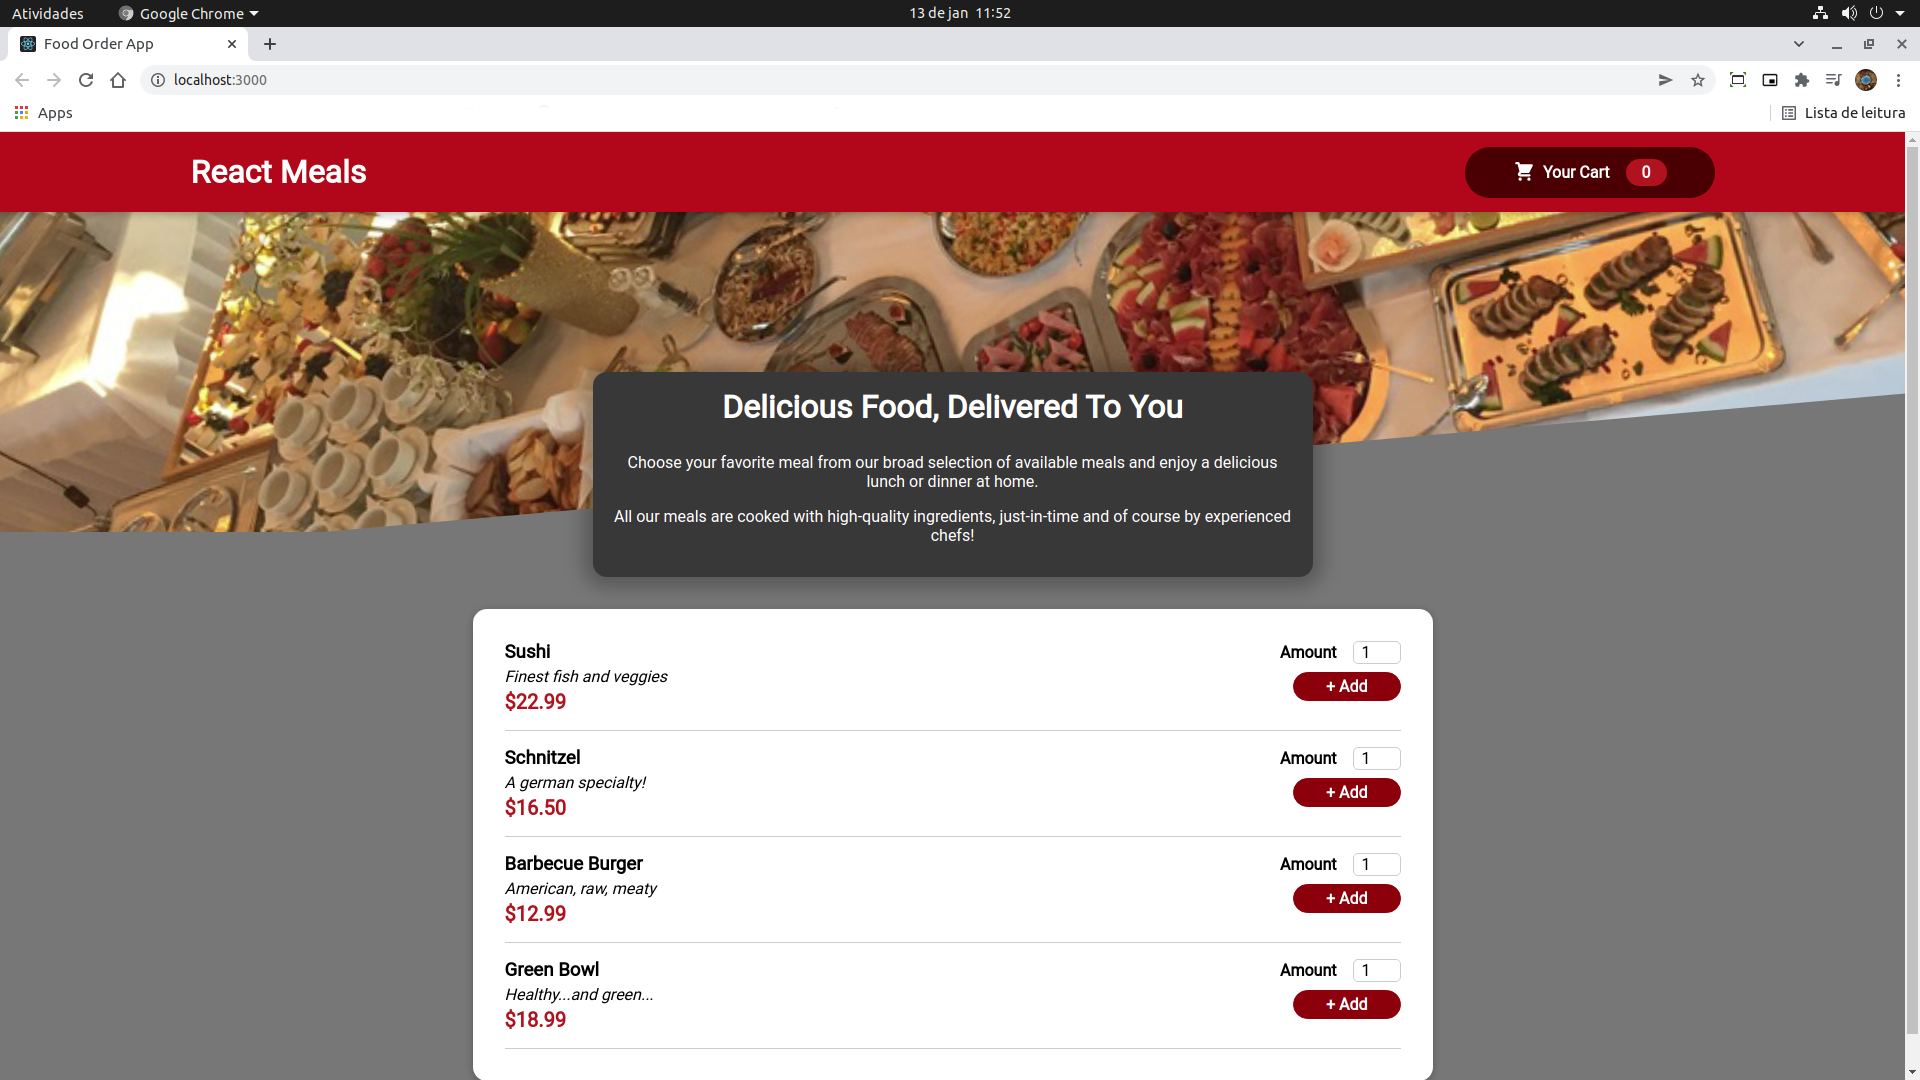 Atividades
Google Chrome
13 de jan 11:52
Food Order App
localhost:3000
Apps
Lista de leitura
React Meals
Your Cart 0
Delicious Food, Delivered To You
Choose your favorite meal from our broad selection of available meals and enjoy a delicious
lunch or dinner at home.
All our meals are cooked with high-quality ingredients, just-in-time and of course by experienced
chefs!
Sushi
Finest fish and veggies
$22.99
Amount 1
+ Add
Schnitzel
A german specialty!
$16.50
Amount 1
+ Add
Barbecue Burger
American, raw, meaty
$12.99
Amount 1
+ Add
Green Bowl
Healthy...and green...
$18.99
Amount 1
+ Add